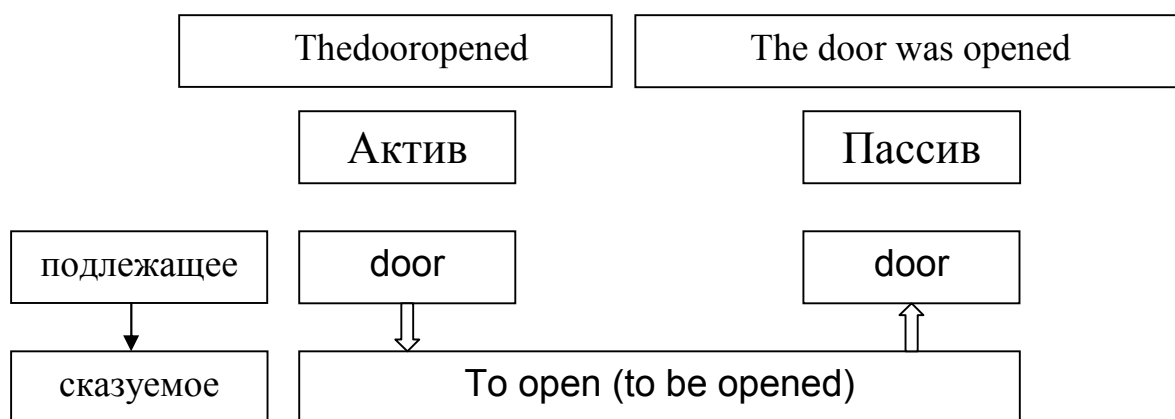 Thedooropened
The door was opened
Актив
Пассив
подлежащее
door
door
сказуемое
To open (to be opened)